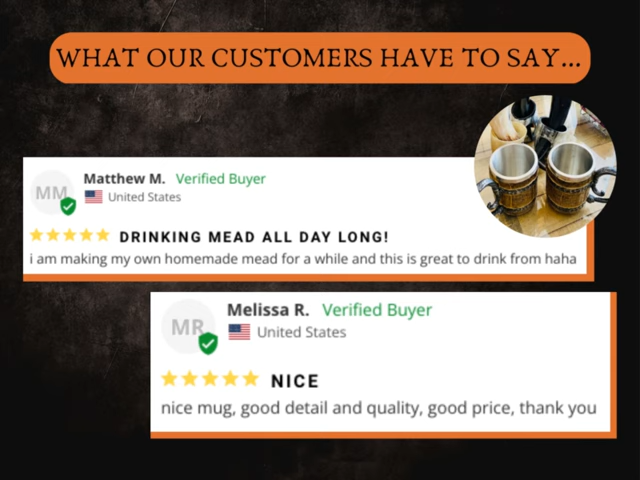 WHAT OUR CUSTOMERS HAVE TO SAY...
MM
Matthew M. Verified Buyer
United States
DRINKING MEAD ALL DAY LONG!
i am making my own homemade mead for a while and this is great to drink from haha
MR
Melissa R. Verified Buyer
United States
NICE
nice mug, good detail and quality, good price, thank you